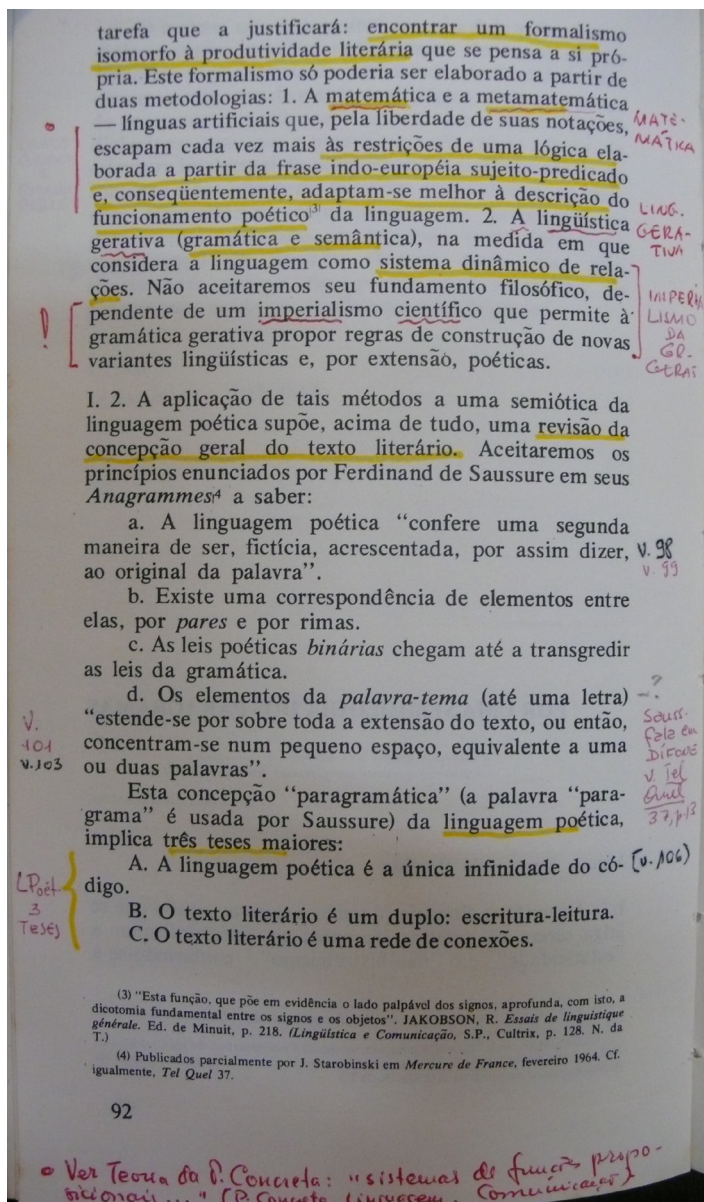 tarefa que a justificará: encontrar um formalismo
isomorfo à produtividade literária que se pensa a si pró-
pria. Este formalismo só poderia ser elaborado a partir de
duas metodologias: 1. A matemática e a metamatemática
— línguas artificiais que, pela liberdade de suas notações,
escapam cada vez mais às restrições de uma lógica ela-
borada a partir da frase indo-européia sujeito-predicado
e, conseqüentemente, adaptam-se melhor à descrição do
funcionamento poético(3) da linguagem. 2. A lingüística
gerativa (gramática e semântica), na medida em que
considera a linguagem como sistema dinâmico de rela-
ções. Não aceitaremos seu fundamento filosófico, de-
pendente de um imperialismo científico que permite à
gramática gerativa propor regras de construção de novas
variantes lingüísticas e, por extensão, poéticas.
MATE-
MÁTICA
LING.
GERA-
TIVA
IMPERIA
LISMO
DA
GR.
!
I. 2. A aplicação de tais métodos a uma semiótica da
linguagem poética supõe, acima de tudo, uma revisão da
concepção geral do texto literário. Aceitaremos os
princípios enunciados por Ferdinand de Saussure em seus
Anagrammes(4 a saber:
a. A linguagem poética “confere uma segunda
maneira de ser, fictícia, acrescentada, por assim dizer,
ao original da palavra”.
V. 98
V. 99
b. Existe uma correspondência de elementos entre
elas, por pares e por rimas.
c. As leis poéticas binárias chegam até a transgredir
as leis da gramática.
d. Os elementos da palavra-tema (até uma letra)
“estende-se por sobre toda a extensão do texto, ou então,
concentram-se num pequeno espaço, equivalente a uma
ou duas palavras”.
V.
101
V.103
?
Sauss.
fala em
DIFONE
V. Tel
Quel
37, p.13
Esta concepção “paragramática” (a palavra “para-
grama” é usada por Saussure) da linguagem poética,
implica três teses maiores:
A. A linguagem poética é a única infinidade do có-
digo.
(v. 106)
B. O texto literário é um duplo: escritura-leitura.
C. O texto literário é uma rede de conexões.
LPoét
3
TESES
(3) “Esta função, que põe em evidência o lado palpável dos signos, aprofunda, com isto, a
dicotomia fundamental entre os signos e os objetos”. JAKOBSON, R. Essais de linguistique
générale. Ed. de Minuit, p. 218. (Lingüística e Comunicação, S.P., Cultrix, p. 128. N. da
T.)
(4) Publicados parcialmente por J. Starobinski em Mercure de France, fevereiro 1964. Cf.
igualmente, Tel Quel 37.
92
Ver Teoria da P. Concreta: "sistemas de funções propo-
sicionais..." (P. Concreta, Linguagem, Comunicação)